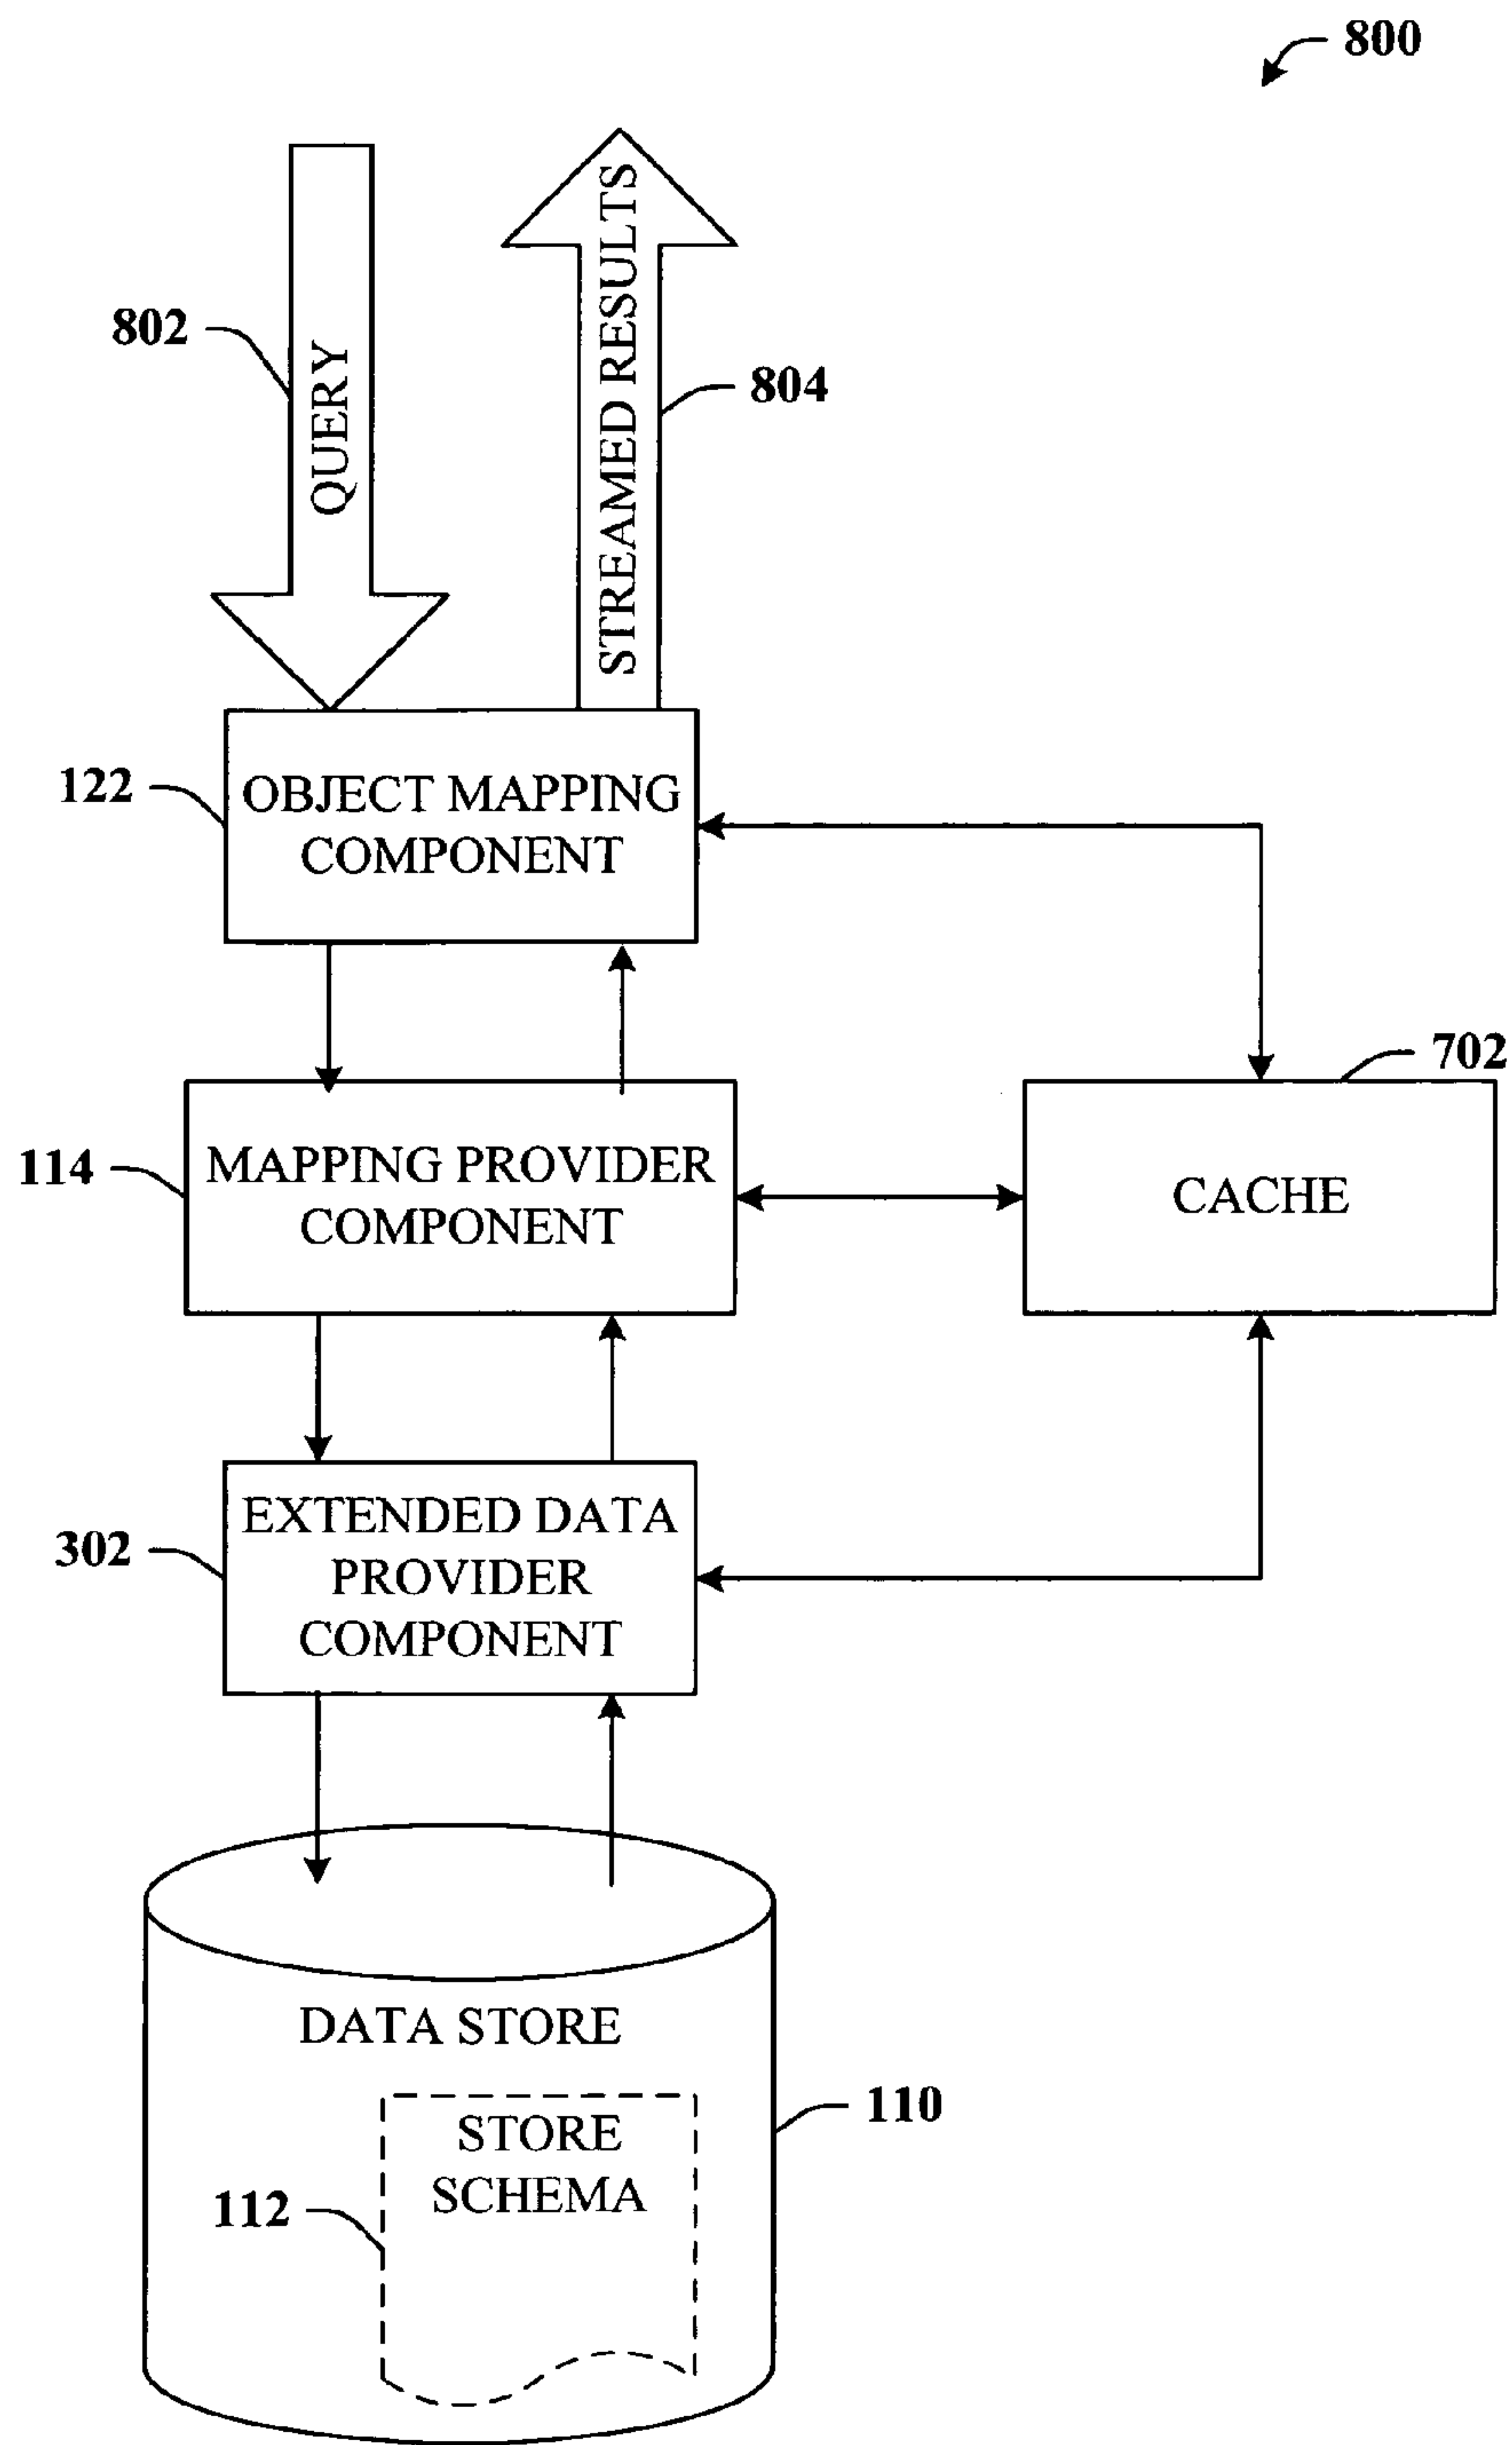 800
802
QUERY
STREAMED RESULTS
804
122
OBJECT MAPPING
COMPONENT
702
114
MAPPING PROVIDER
COMPONENT
CACHE
302
EXTENDED DATA
PROVIDER
COMPONENT
DATA STORE
110
STORE
SCHEMA
112